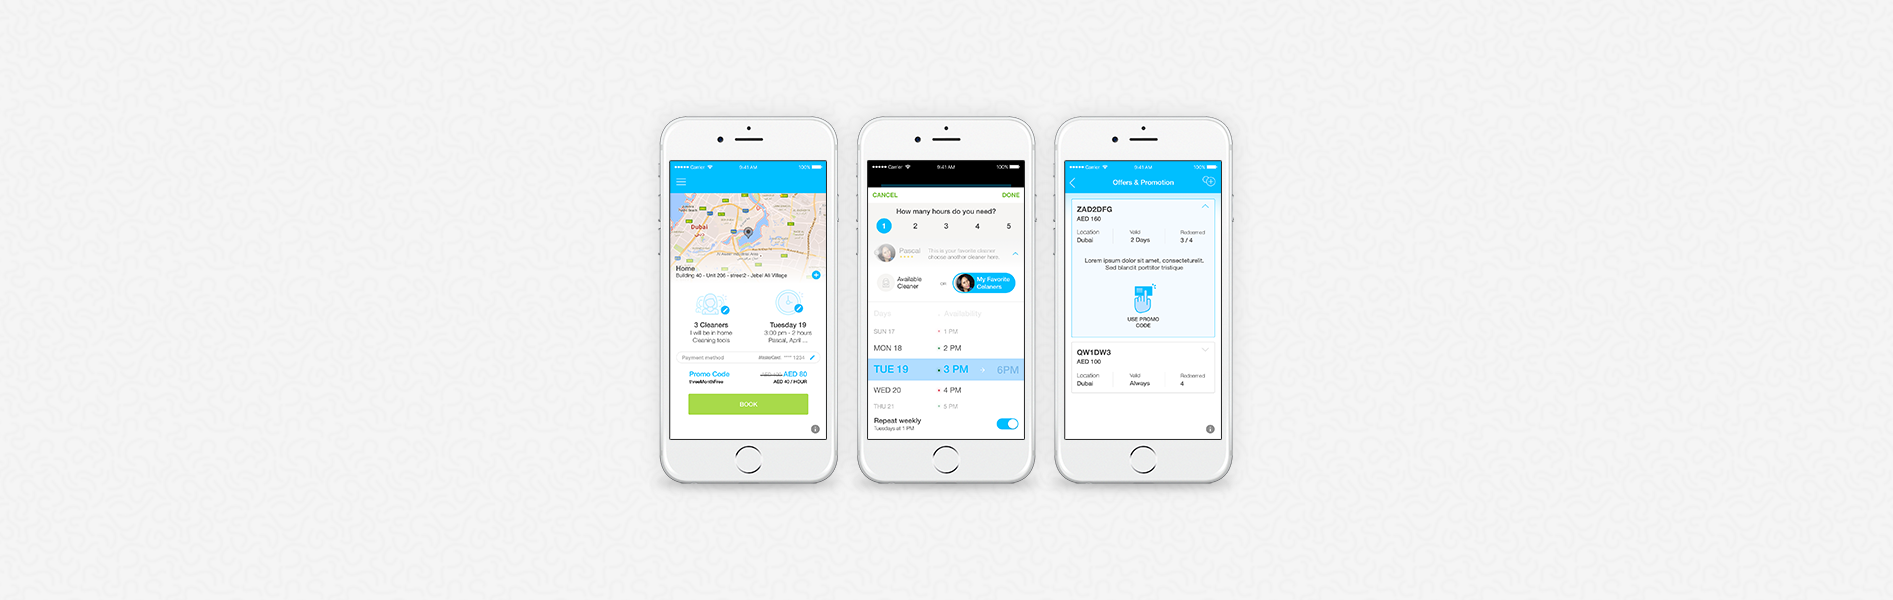 Carrier
9:41 AM
100%
Dubai
Home
Building 40 - Unit 206 - street2 - Jebel Ali Village
3 Cleaners
I will be in home
Cleaning tools
Tuesday 19
3:00 pm - 2 hours
Pascal, April ...
Payment method
1234
Promo Code
threeMonthFree
AED 80
AED 40 / HOUR
BOOK
Carrier
9:41 AM
100%
CANCEL
DONE
How many hours do you need?
1 2 3 4 5
Pascal
This is your favorite cleaner
choose another cleaner here.
Available
Cleaner
OR
My Favorite
Celaners
Days
Availability
SUN 17
1 PM
MON 18
2 PM
TUE 19
3 PM
6PM
WED 20
4 PM
THU 21
5 PM
Repeat weekly
Tuesdays at 1 PM
Carrier
9:41 AM
100%
Offers & Promotion
ZAD2DFG
AED 160
Location
Dubai
Valid
2 Days
Redeemed
3 / 4
Lorem ipsum dolor sit amet, consecteturelit.
Sed blandit porttitor tristique
USE PROMO
CODE
QW1DW3
AED 100
Location
Dubai
Valid
Always
Redeemed
4